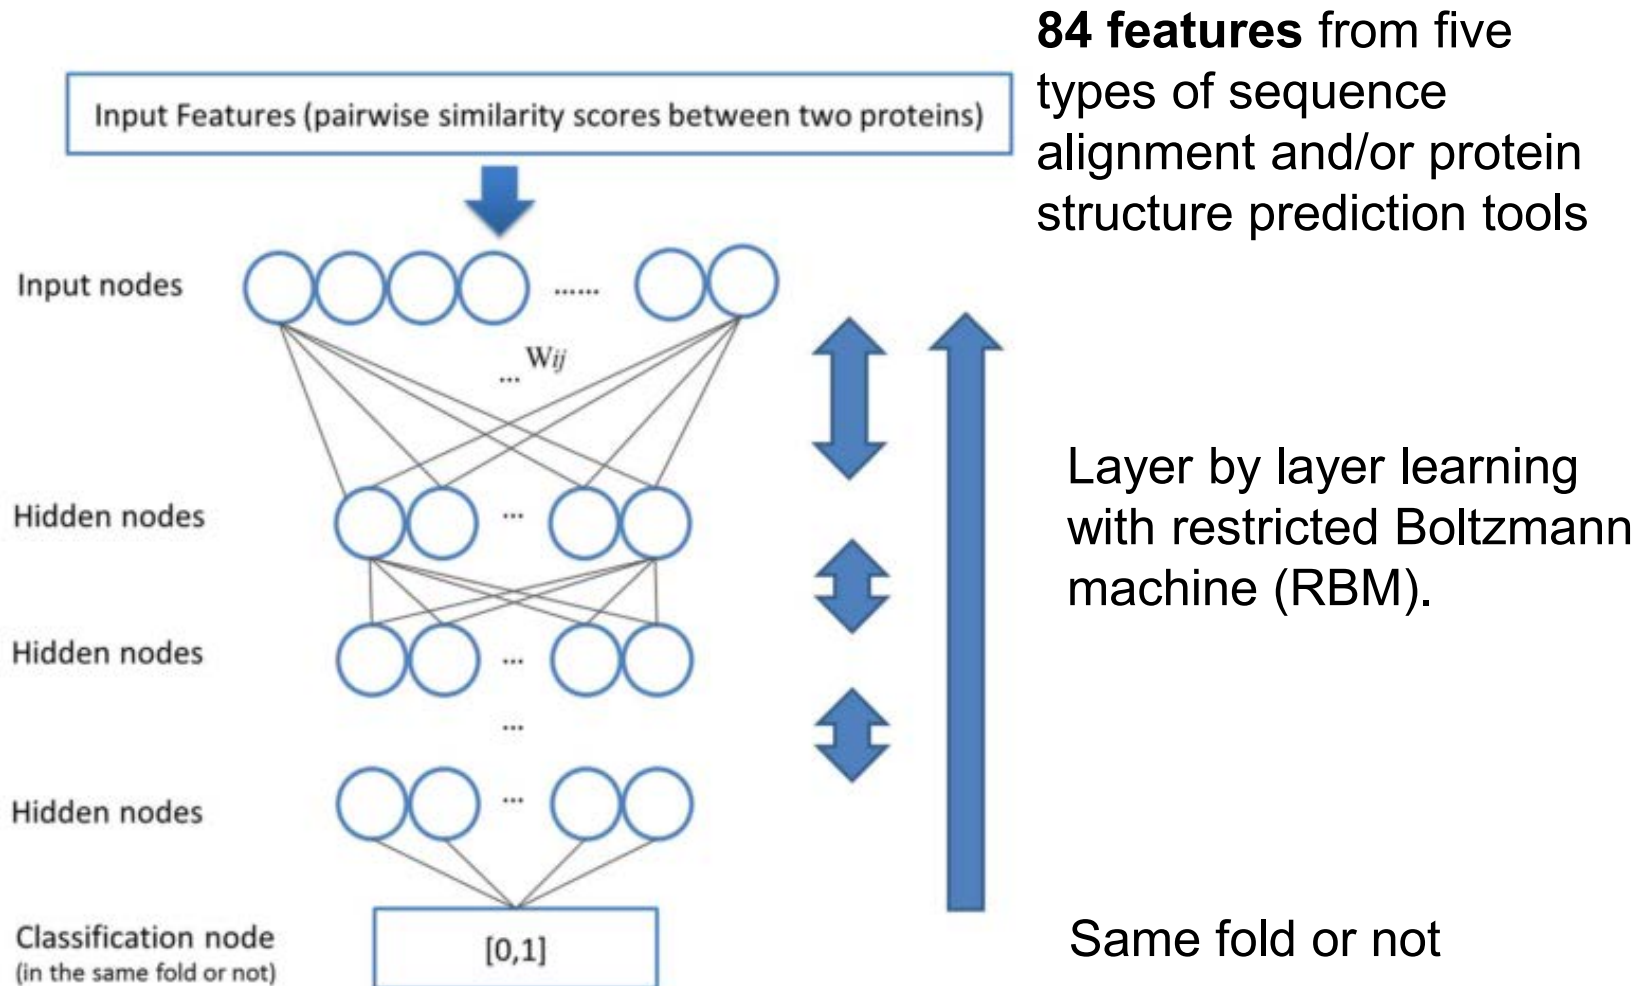 84 features from five
types of sequence
alignment and/or protein
structure prediction tools
Input Features (pairwise similarity scores between two proteins)
Input nodes
......
... Wij
Hidden nodes
...
Layer by layer learning
with restricted Boltzmann
machine (RBM).
Hidden nodes
...
...
Hidden nodes
...
Classification node
(in the same fold or not)
[0,1]
Same fold or not